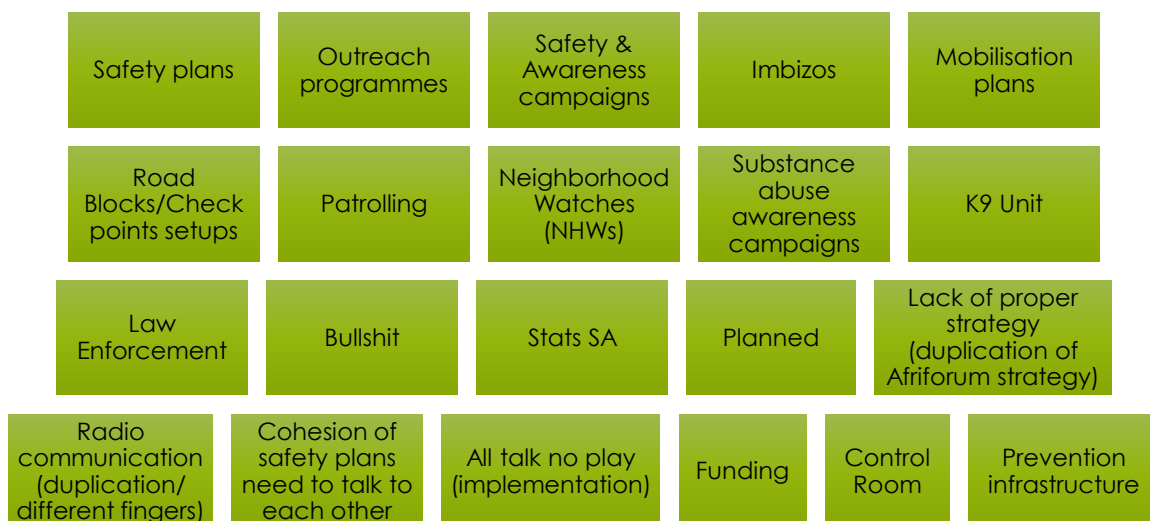 Safety plans
Outreach
programmes
Safety &
Awareness
campaigns
Imbizos
Mobilisation
plans
Road
Blocks/Check
points setups
Patrolling
Neighborhood
Watches
(NHWs)
Substance
abuse
awareness
campaigns
K9 Unit
Law
Enforcement
Bullshit
Stats SA
Planned
Lack of proper
strategy
(duplication of
Afriforum strategy)
Radio
communication
(duplication/
different fingers)
Cohesion of
safety plans
need to talk to
each other
All talk no play
(implementation)
Funding
Control
Room
Prevention
infrastructure